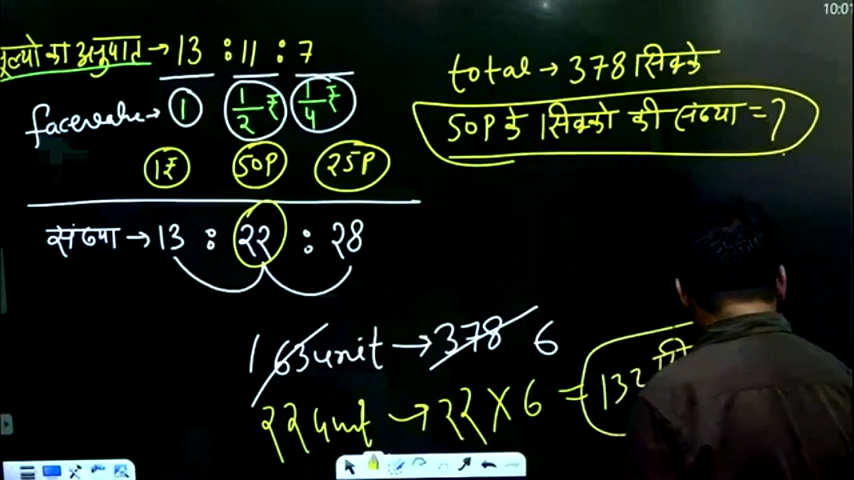 10:01
मूल्यो का अनुपात → 13 : 11 : 7
total → 378 सिक्के
facevalue → 1 1/2 ₹ 1/4 ₹
50P के सिक्को की संख्या = ?
1₹ 50P 25P
संख्या → 13 : 22 : 28
1 63 unit → 378 6
22 unit → 22 X 6 = 132